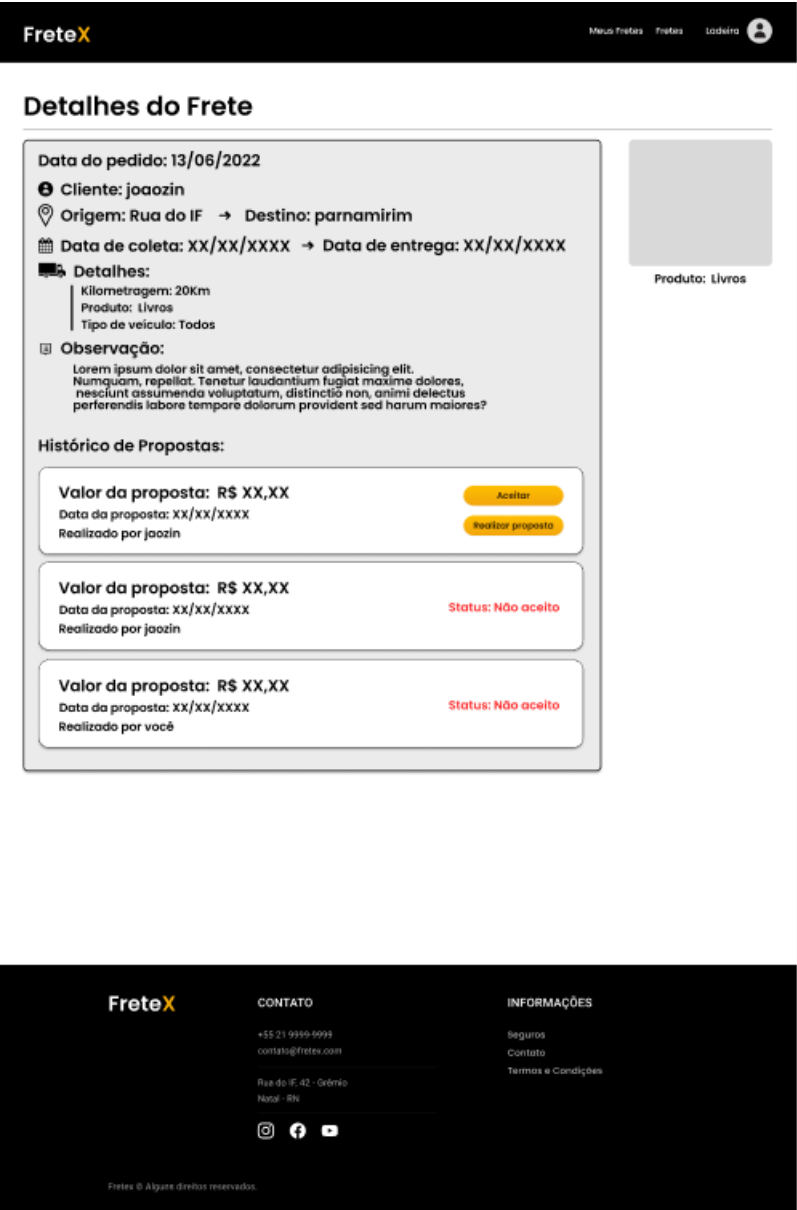 FreteX
Meus Fretes Fretes Ladeira
Detalhes do Frete
Data do pedido: 13/06/2022
Cliente: joaozin
Origem: Rua do IF → Destino: parnamirim
Data de coleta: XX/XX/XXXX → Data de entrega: XX/XX/XXXX
Detalhes:
Kilometragem: 20Km
Produto: Livros
Tipo de veículo: Todos
Observação:
Lorem ipsum dolor sit amet, consectetur adipisicing elit.
Numquam, repellat. Tenetur laudantium fugiat maxime dolores,
nesciunt assumenda voluptatum, distinctio non, animi delectus
perferendis labore tempore dolorum provident sed harum maiores?
Produto: Livros
Histórico de Propostas:
Valor da proposta: R$ XX,XX
Data da proposta: XX/XX/XXXX
Realizado por jaozin
Aceitar
Realizar proposta
Valor da proposta: R$ XX,XX
Data da proposta: XX/XX/XXXX
Realizado por jaozin
Status: Não aceito
Valor da proposta: R$ XX,XX
Data da proposta: XX/XX/XXXX
Realizado por você
Status: Não aceito
FreteX
CONTATO
+55 21 9999-9999
contato@fretex.com
Rua do IF, 42 - Grêmio
Natal - RN
INFORMAÇÕES
Seguros
Contato
Termos e Condições
Fretex © Alguns direitos reservados.